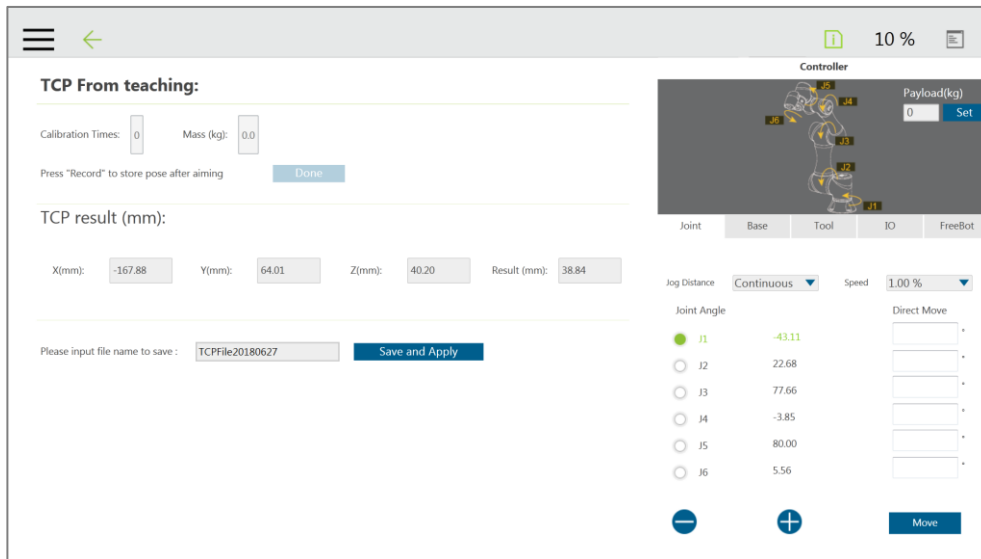 10 %
TCP From teaching:
Calibration Times: 0 Mass (kg): 0.0
Press "Record" to store pose after aiming Done
TCP result (mm):
X(mm): -167.88 Y(mm): 64.01 Z(mm): 40.20 Result (mm): 38.84
Please input file name to save : TCPFile20180627 Save and Apply
Controller
J5
J4
J6
J3
J2
J1
Payload(kg)
0 Set
Joint Base Tool IO FreeBot
Jog Distance Continuous Speed 1.00 %
Joint Angle Direct Move
J1 -43.11 °
J2 22.68 °
J3 77.66 °
J4 -3.85 °
J5 80.00 °
J6 5.56 °
Move